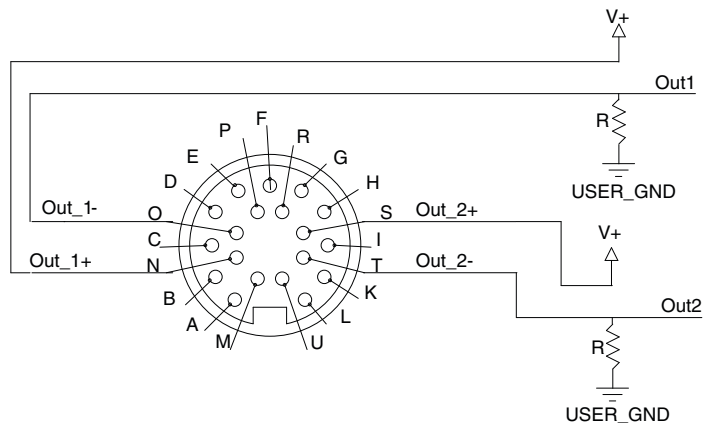 V+
Out1
R
USER_GND
F
P
R
E
G
D
H
Out_1-
O
S
Out_2+
C
I
V+
Out_1+
N
T
Out_2-
B
K
Out2
A
L
M
U
R
USER_GND